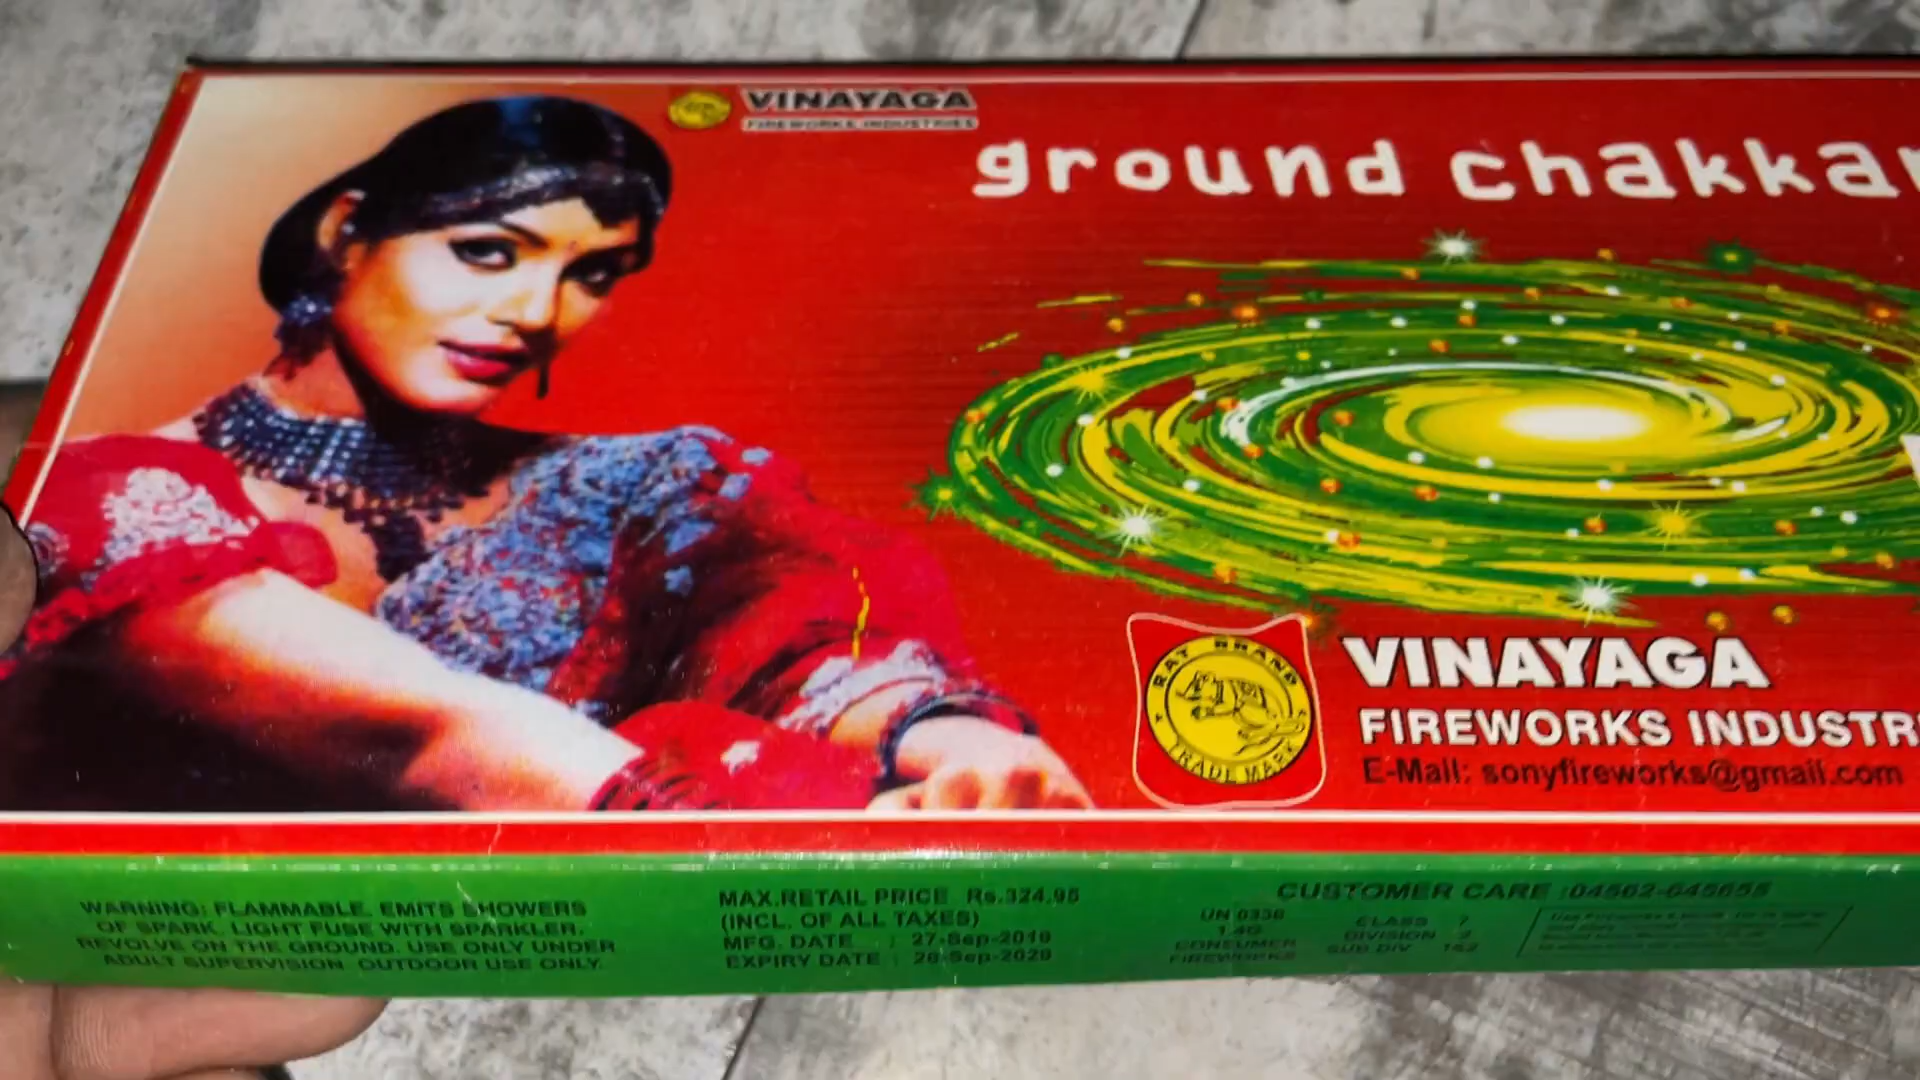 VINAYAGA
FIREWORKS INDUSTRIES
ground chakkar
RAT BRAND
TRADE MARK
VINAYAGA
FIREWORKS INDUSTR
E-Mail: sonyfireworks@gmail.com
WARNING: FLAMMABLE. EMITS SHOWERS
OF SPARK. LIGHT FUSE WITH SPARKLER.
REVOLVE ON THE GROUND. USE ONLY UNDER
ADULT SUPERVISION. OUTDOOR USE ONLY.
MAX.RETAIL PRICE Rs.324.95
(INCL. OF ALL TAXES)
MFG. DATE : 27-Sep-2018
EXPIRY DATE : 26-Sep-2029
CUSTOMER CARE :04562-645655
UN 0336
1.4G
CONSUMER
FIREWORKS
CLASS 7
DIVISION 2
SUB DIV 1&2